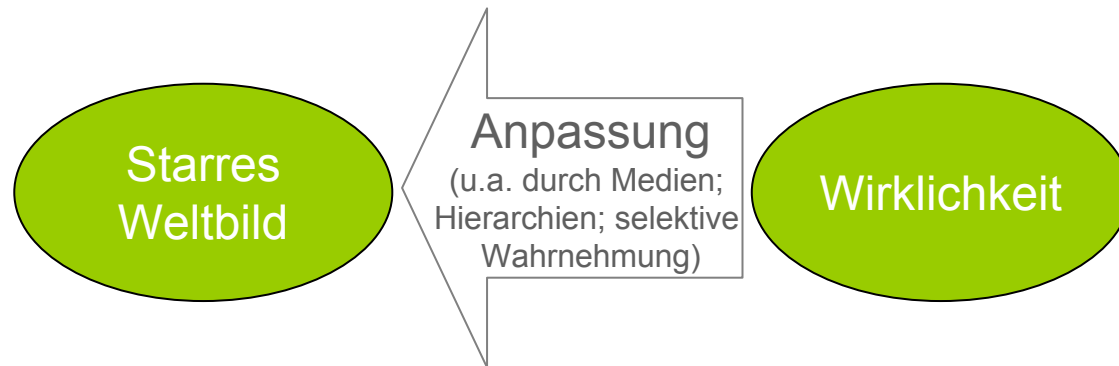 Starres
Weltbild
Anpassung
(u.a. durch Medien;
Hierarchien; selektive
Wahrnehmung)
Wirklichkeit